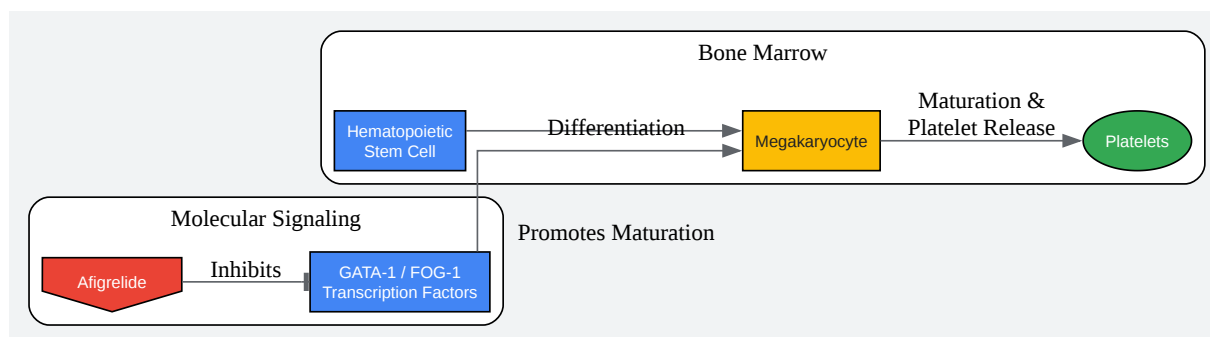 Bone Marrow
Hematopoietic
Stem Cell
Differentiation
Megakaryocyte
Maturation &
Platelet Release
Platelets
Molecular Signaling
Promotes Maturation
Afigrelide
Inhibits
GATA-1 / FOG-1
Transcription Factors